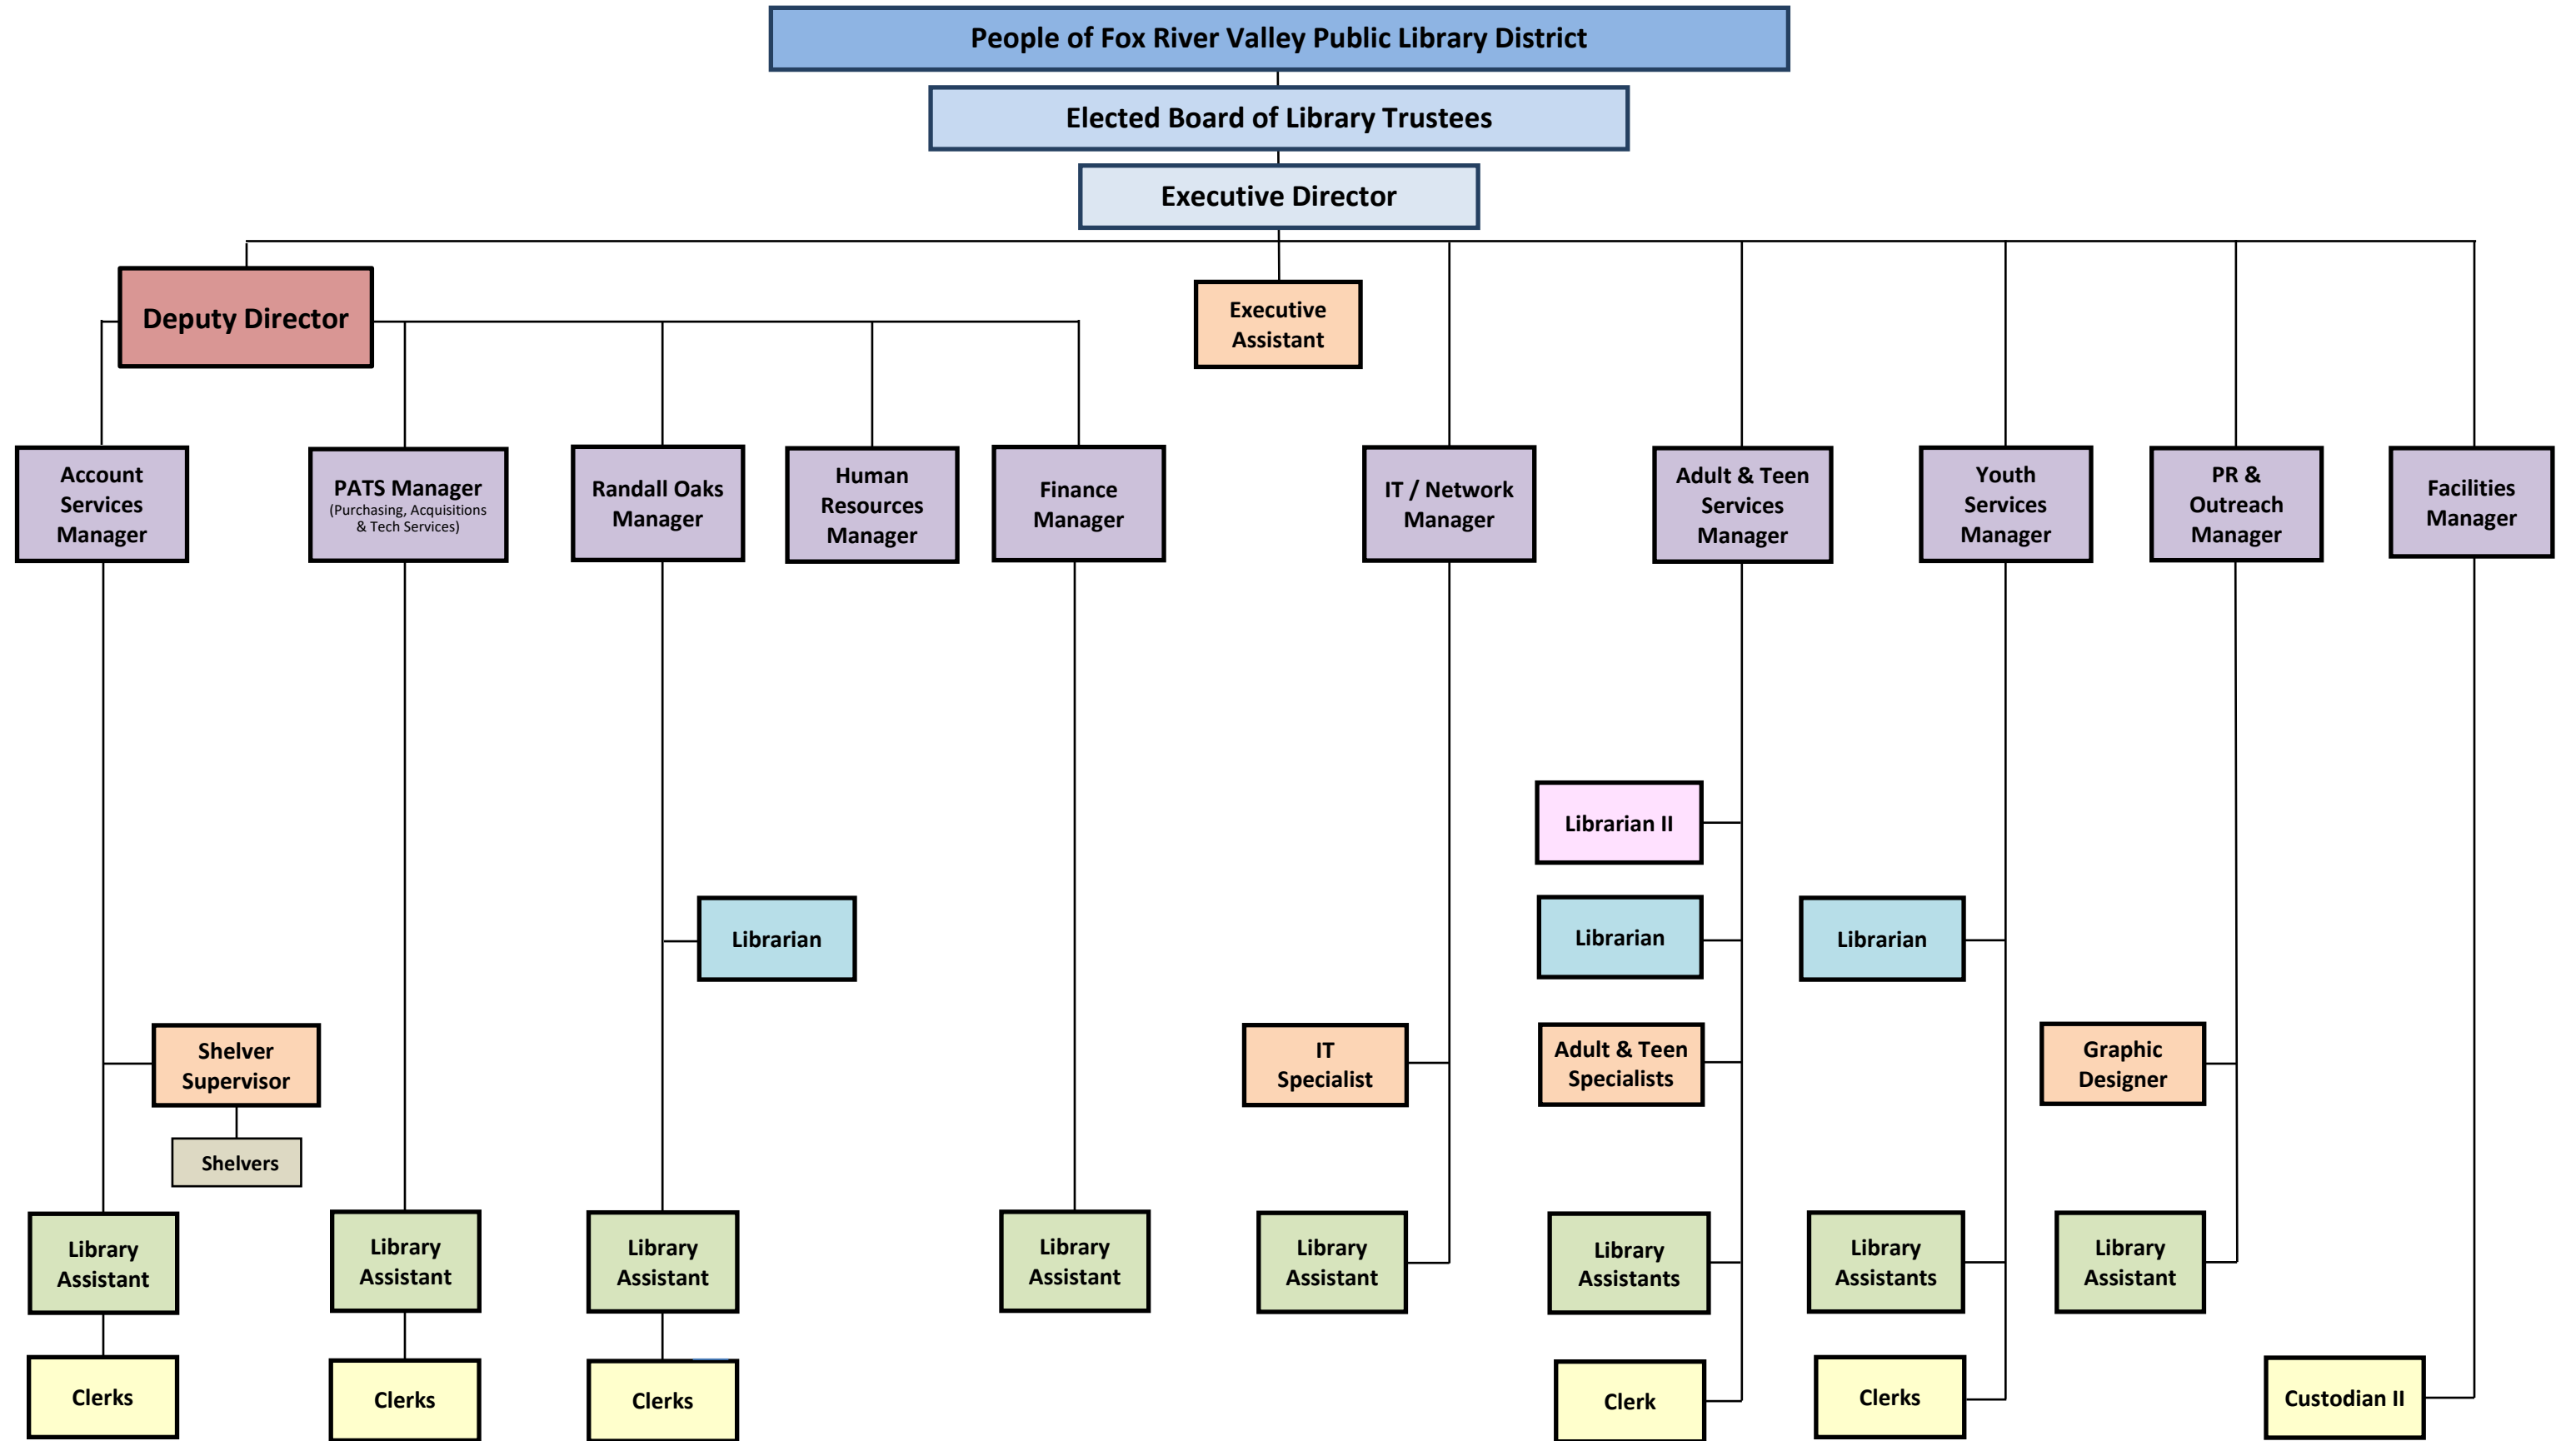 People of Fox River Valley Public Library District
Elected Board of Library Trustees
Executive Director
Deputy Director
Executive
Assistant
Account
Services
Manager
PATS Manager
(Purchasing, Acquisitions
& Tech Services)
Randall Oaks
Manager
Human
Resources
Manager
Finance
Manager
IT / Network
Manager
Adult & Teen
Services
Manager
Youth
Services
Manager
PR &
Outreach
Manager
Facilities
Manager
Librarian II
Librarian
Librarian
Librarian
Shelver
Supervisor
IT
Specialist
Adult & Teen
Specialists
Graphic
Designer
Shelvers
Library
Assistant
Library
Assistant
Library
Assistant
Library
Assistant
Library
Assistant
Library
Assistants
Library
Assistants
Library
Assistant
Clerks
Clerks
Clerks
Clerk
Clerks
Custodian II